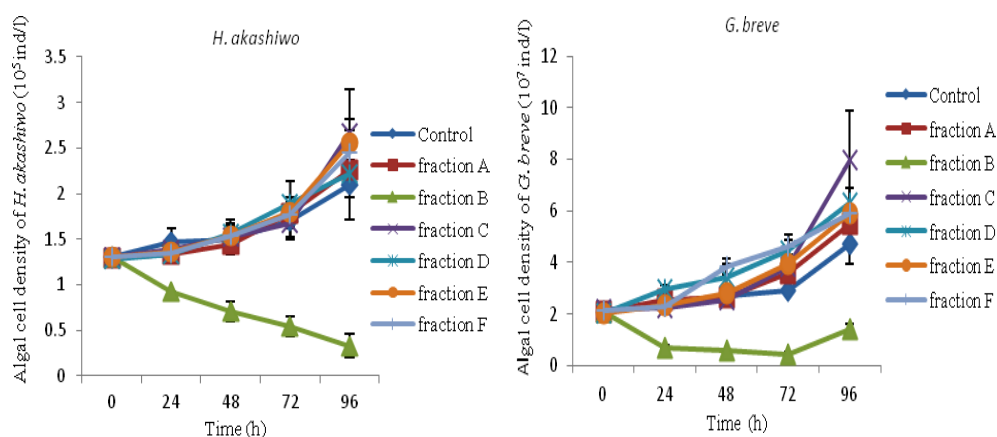 H. akashiwo
Algal cell density of H. akashiwo (10⁵ ind/l)
3.5
3
2.5
2
1.5
1
0.5
0
0 24 48 72 96
Time (h)
Control
fraction A
fraction B
fraction C
fraction D
fraction E
fraction F
G. breve
Algal cell density of G. breve (10⁷ ind/l)
12
10
8
6
4
2
0
0 24 48 72 96
Time (h)
Control
fraction A
fraction B
fraction C
fraction D
fraction E
fraction F